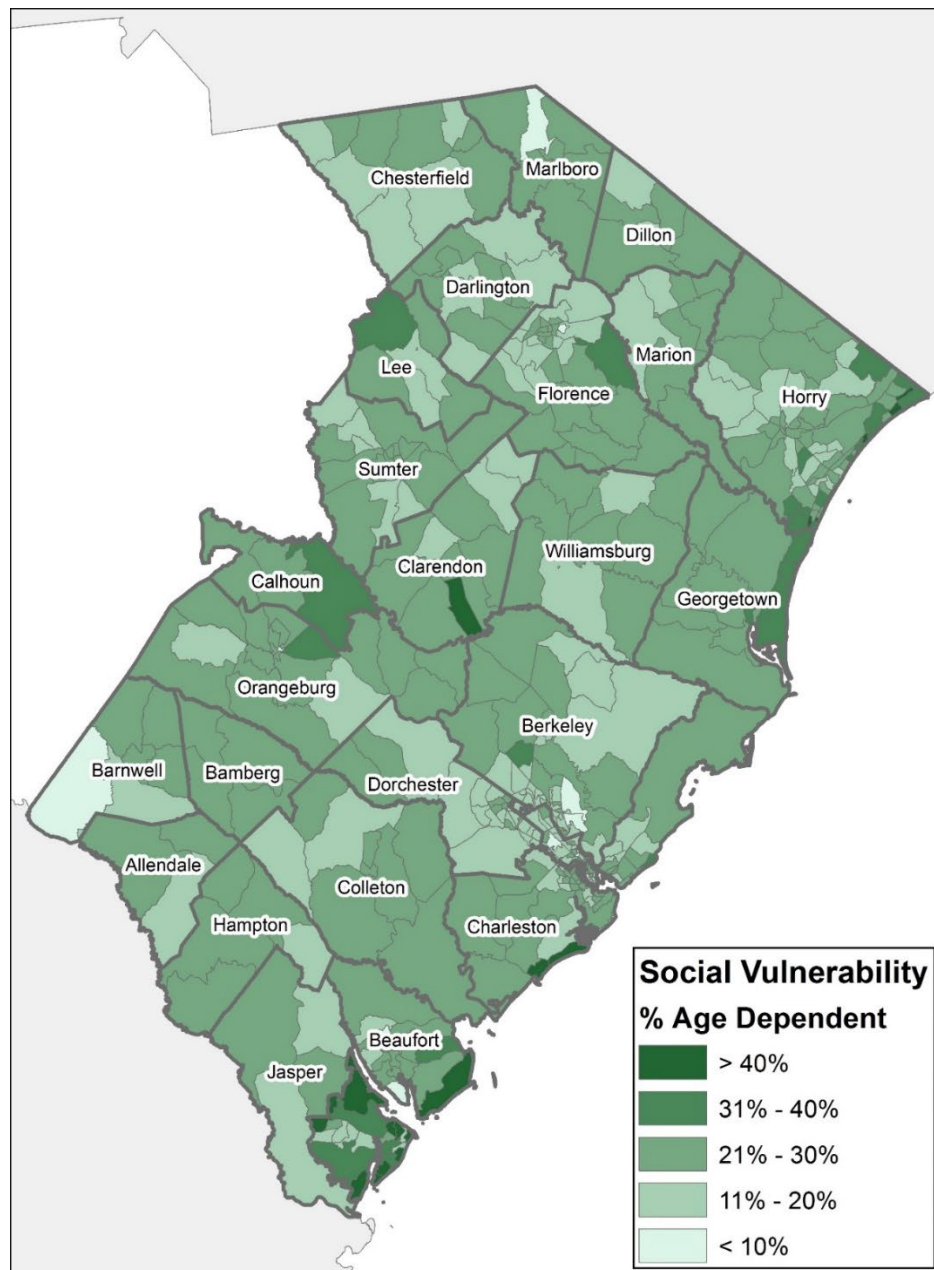 Chesterfield
Marlboro
Dillon
Darlington
Marion
Lee
Florence
Horry
Sumter
Williamsburg
Clarendon
Calhoun
Georgetown
Orangeburg
Berkeley
Barnwell
Bamberg
Dorchester
Allendale
Colleton
Hampton
Charleston
Beaufort
Jasper
Social Vulnerability
% Age Dependent
> 40%
31% - 40%
21% - 30%
11% - 20%
< 10%